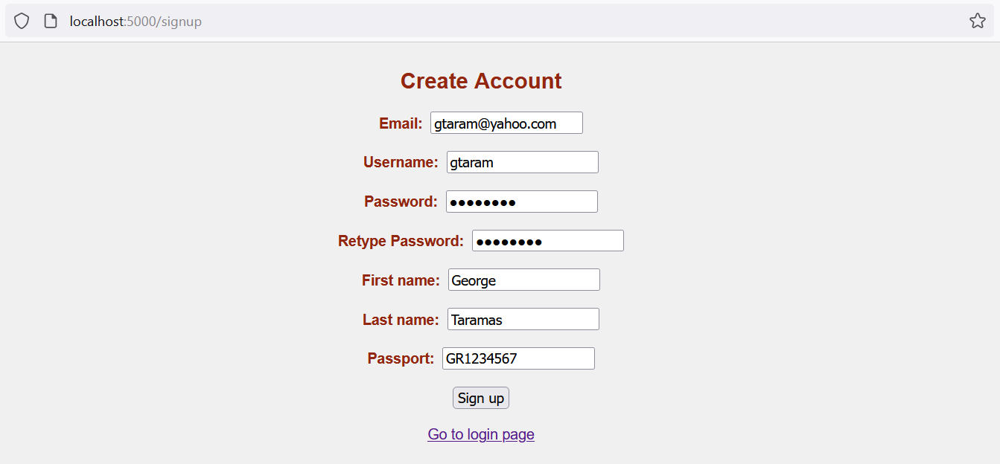 localhost:5000/signup
Create Account
Email: gtaram@yahoo.com
Username: gtaram
Password: ●●●●●●●●
Retype Password: ●●●●●●●●
First name: George
Last name: Taramas
Passport: GR1234567
Sign up
Go to login page